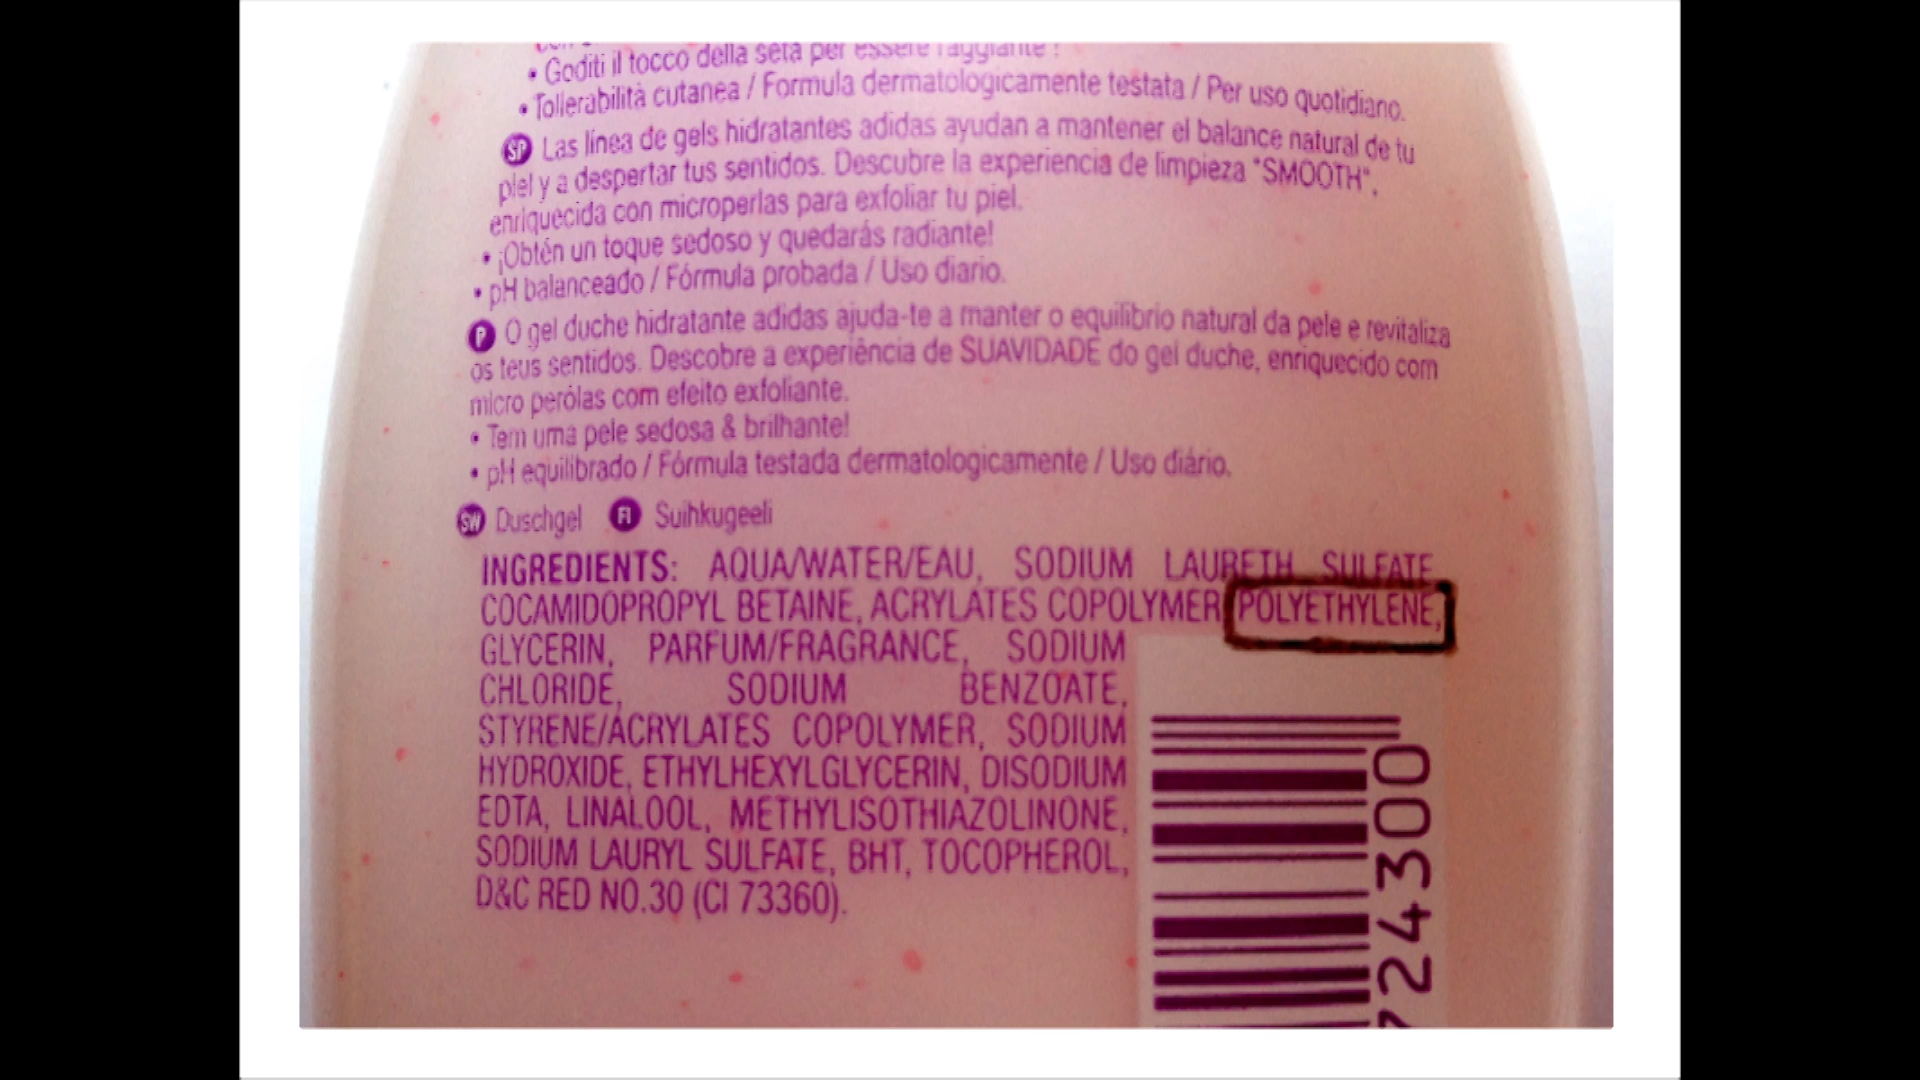 • Goditi il tocco della seta per essere raggiante !
• Tollerabilità cutanea / Formula dermatologicamente testata / Per uso quotidiano.
SP Las línea de gels hidratantes adidas ayudan a mantener el balance natural de tu
piel y a despertar tus sentidos. Descubre la experiencia de limpieza "SMOOTH",
enriquecida con microperlas para exfoliar tu piel.
• ¡Obtén un toque sedoso y quedarás radiante!
• pH balanceado / Fórmula probada / Uso diario.
P O gel duche hidratante adidas ajuda-te a manter o equilíbrio natural da pele e revitaliza
os teus sentidos. Descobre a experiência de SUAVIDADE do gel duche, enriquecido com
micro perólas com efeito exfoliante.
• Tem uma pele sedosa & brilhante!
• pH equilibrado / Fórmula testada dermatologicamente / Uso diário.
SW Duschgel FI Suihkugeeli
INGREDIENTS: AQUA/WATER/EAU, SODIUM LAURETH SULFATE,
COCAMIDOPROPYL BETAINE, ACRYLATES COPOLYMER, POLYETHYLENE,
GLYCERIN, PARFUM/FRAGRANCE, SODIUM
CHLORIDE, SODIUM BENZOATE,
STYRENE/ACRYLATES COPOLYMER, SODIUM
HYDROXIDE, ETHYLHEXYLGLYCERIN, DISODIUM
EDTA, LINALOOL, METHYLISOTHIAZOLINONE,
SODIUM LAURYL SULFATE, BHT, TOCOPHEROL,
D&C RED NO.30 (CI 73360).
724300